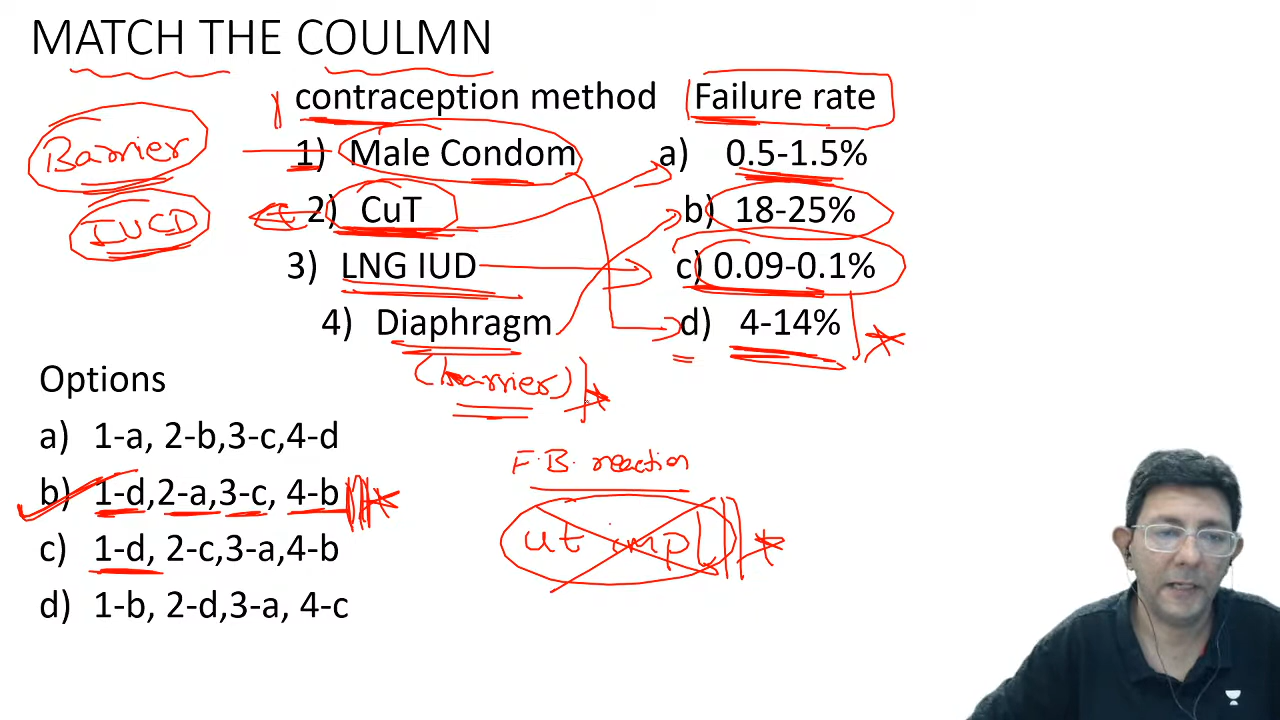 MATCH THE COULMN
contraception method Failure rate
Barrier 1) Male Condom a) 0.5-1.5%
IUCD 2) CuT b) 18-25%
3) LNG IUD c) 0.09-0.1%
4) Diaphragm d) 4-14%
(barrier)
Options
a) 1-a, 2-b,3-c,4-d
b) 1-d,2-a,3-c, 4-b
c) 1-d, 2-c,3-a,4-b
d) 1-b, 2-d,3-a, 4-c
F.B. reaction
ut impl